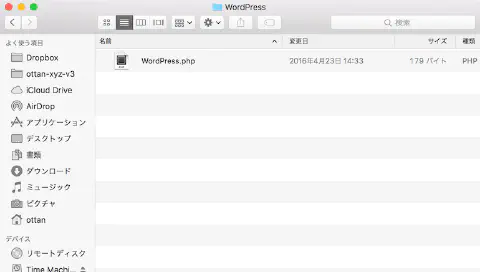 WordPress
検索
よく使う項目
Dropbox
ottan-xyz-v3
iCloud Drive
AirDrop
アプリケーション
デスクトップ
書類
ダウンロード
ミュージック
ピクチャ
ottan
デバイス
リモートディスク
Time Machi...
名前 変更日 サイズ 種類
WordPress.php 2016年4月23日 14:33 179 バイト PHP